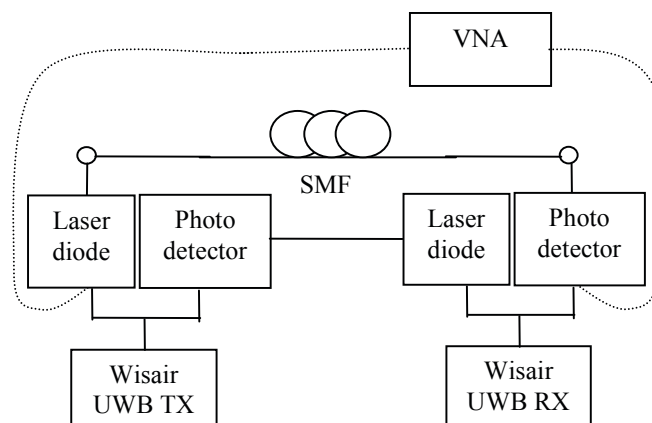 VNA
SMF
Laser
diode
Photo
detector
Laser
diode
Photo
detector
Wisair
UWB TX
Wisair
UWB RX